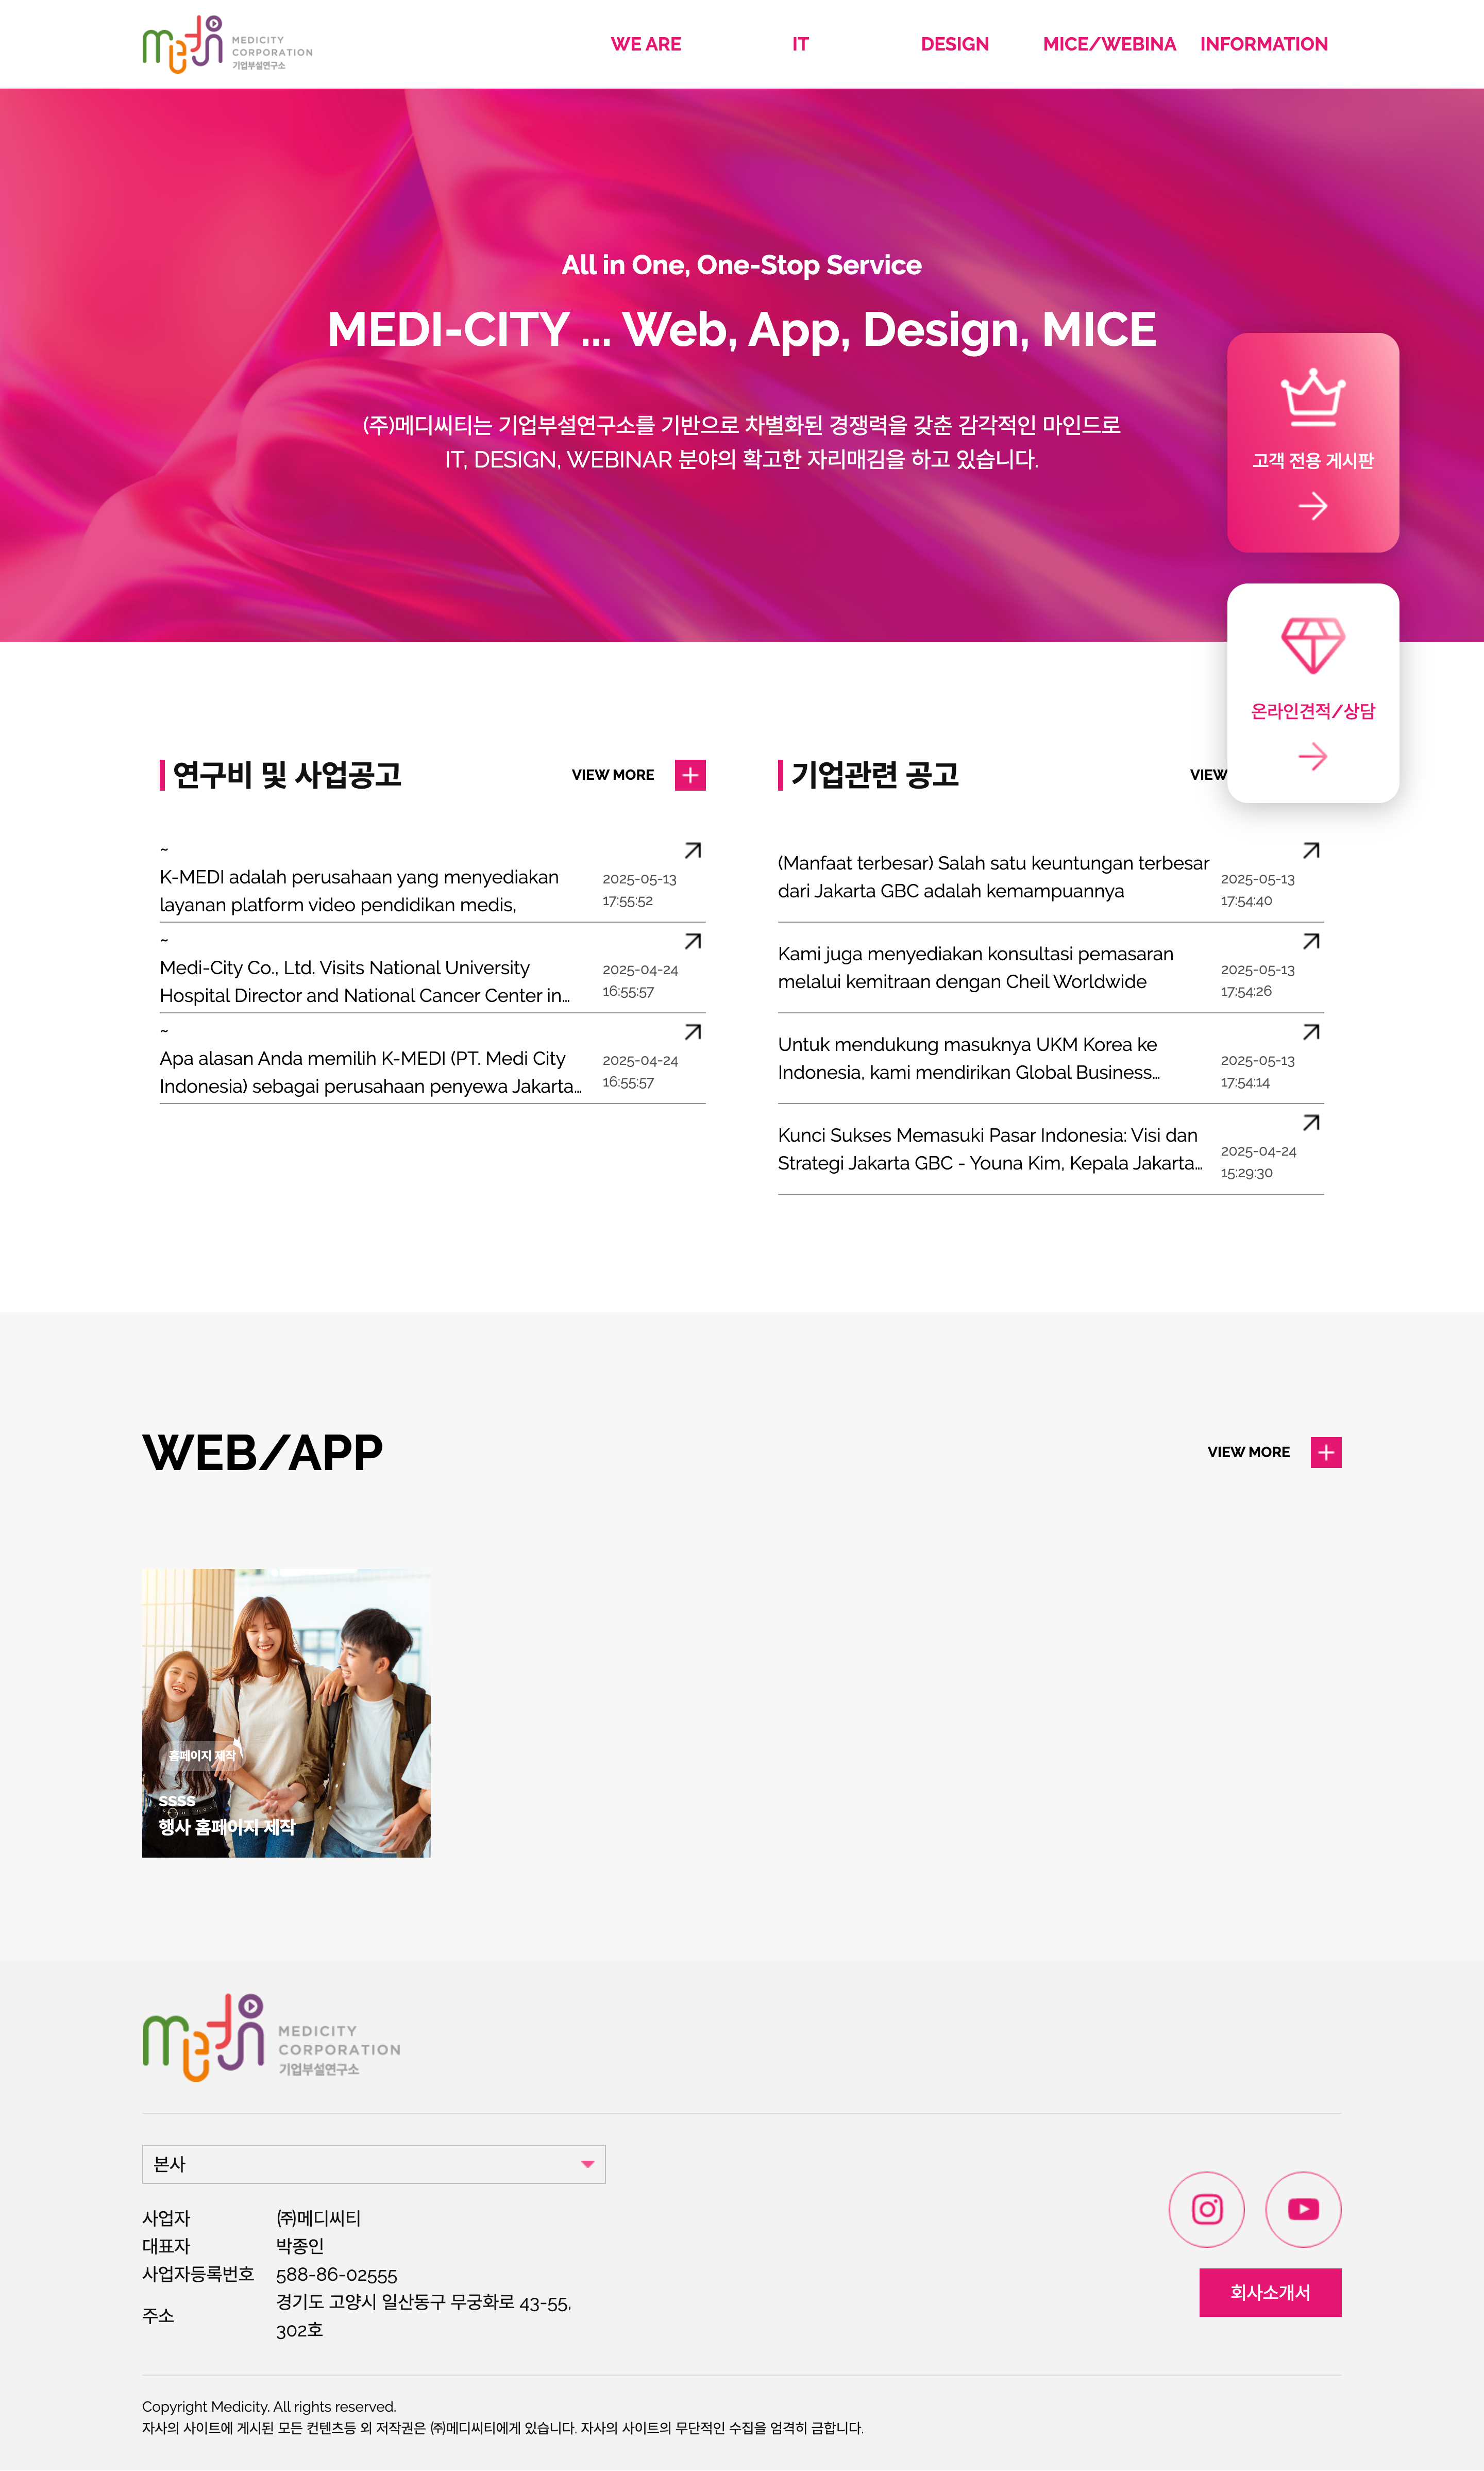 medi
MEDICITY
CORPORATION
기업부설연구소
WE ARE
IT
DESIGN
MICE/WEBINA
INFORMATION
All in One, One-Stop Service
MEDI-CITY ... Web, App, Design, MICE
(주)메디씨티는 기업부설연구소를 기반으로 차별화된 경쟁력을 갖춘 감각적인 마인드로
IT, DESIGN, WEBINAR 분야의 확고한 자리매김을 하고 있습니다.
고객 전용 게시판
온라인견적/상담
연구비 및 사업공고
VIEW MORE
~
K-MEDI adalah perusahaan yang menyediakan
layanan platform video pendidikan medis,
2025-05-13
17:55:52
~
Medi-City Co., Ltd. Visits National University
Hospital Director and National Cancer Center in...
2025-04-24
16:55:57
~
Apa alasan Anda memilih K-MEDI (PT. Medi City
Indonesia) sebagai perusahaan penyewa Jakarta...
2025-04-24
16:55:57
기업관련 공고
VIEW
(Manfaat terbesar) Salah satu keuntungan terbesar
dari Jakarta GBC adalah kemampuannya
2025-05-13
17:54:40
Kami juga menyediakan konsultasi pemasaran
melalui kemitraan dengan Cheil Worldwide
2025-05-13
17:54:26
Untuk mendukung masuknya UKM Korea ke
Indonesia, kami mendirikan Global Business...
2025-05-13
17:54:14
Kunci Sukses Memasuki Pasar Indonesia: Visi dan
Strategi Jakarta GBC - Youna Kim, Kepala Jakarta...
2025-04-24
15:29:30
WEB/APP
VIEW MORE
홈페이지 제작
ssss
행사 홈페이지 제작
medi
MEDICITY
CORPORATION
기업부설연구소
본사
사업자 ㈜메디씨티
대표자 박종인
사업자등록번호 588-86-02555
주소 경기도 고양시 일산동구 무궁화로 43-55,
302호
회사소개서
Copyright Medicity. All rights reserved.
자사의 사이트에 게시된 모든 컨텐츠등 외 저작권은 ㈜메디씨티에게 있습니다. 자사의 사이트의 무단적인 수집을 엄격히 금합니다.